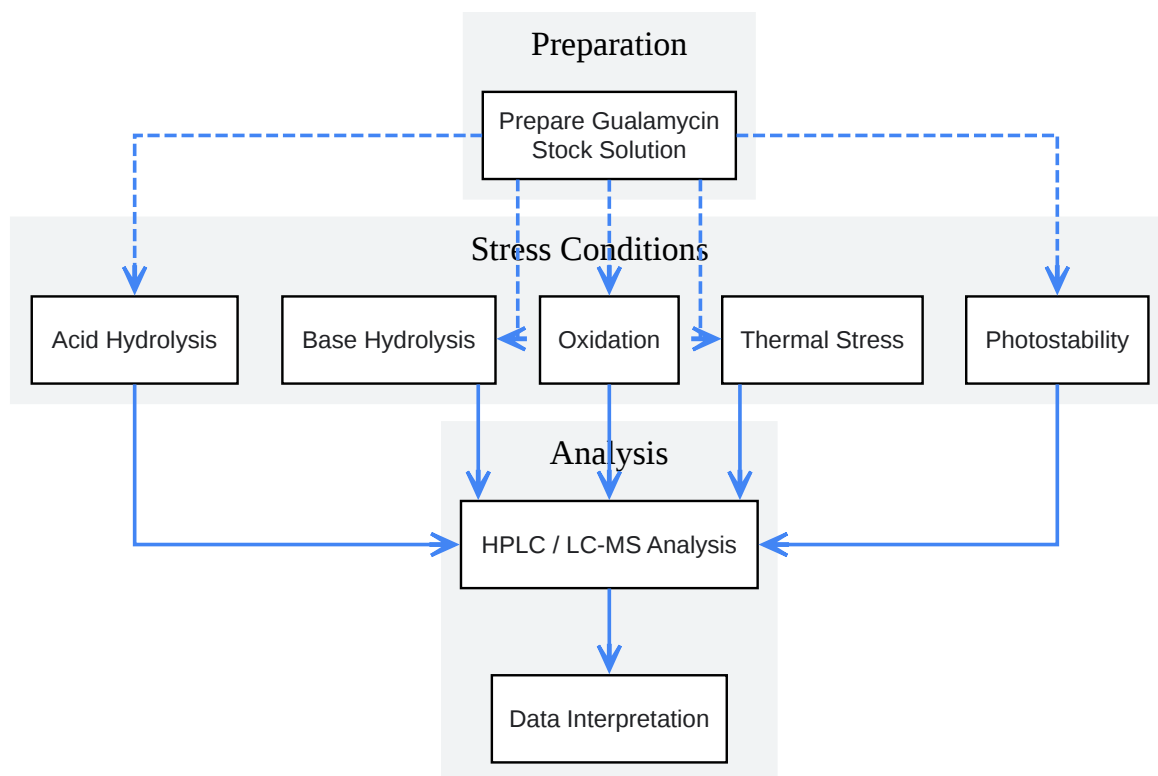 Preparation
Prepare Gualamycin
Stock Solution
Stress Conditions
Acid Hydrolysis
Base Hydrolysis
Oxidation
Thermal Stress
Photostability
Analysis
HPLC / LC-MS Analysis
Data Interpretation